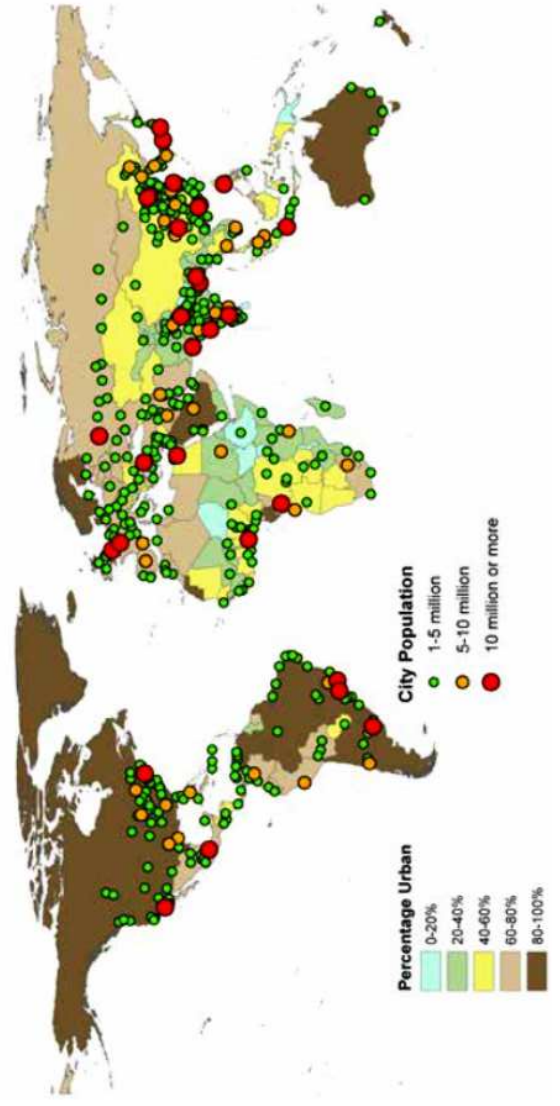 Percentage Urban
0-20%
20-40%
40-60%
60-80%
80-100%
City Population
1-5 million
5-10 million
10 million or more